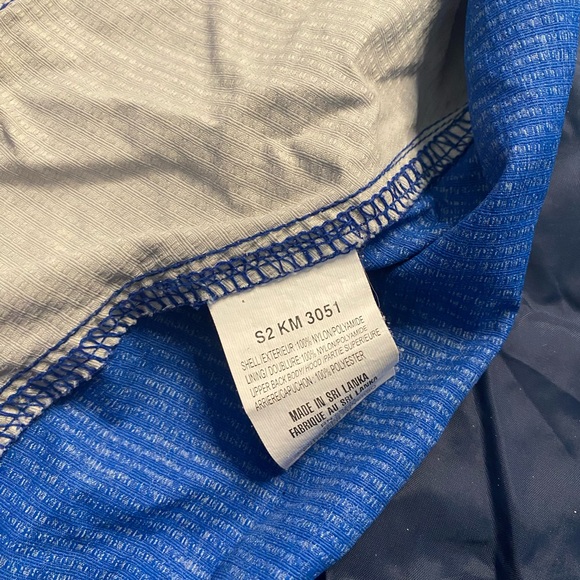 S2 KM 3051
SHELL/EXTERIEUR: 100% NYLON/POLYAMIDE
LINING/ DOUBLURE: 100% NYLON/POLYAMIDE
UPPER BACK BODY/ HOOD/ PARTIE SUPERIEURE
ARRIERE/CAPUCHON : 100% POLYESTER
MADE IN SRI LANKA
FABRIQUE AU SRI LANKA